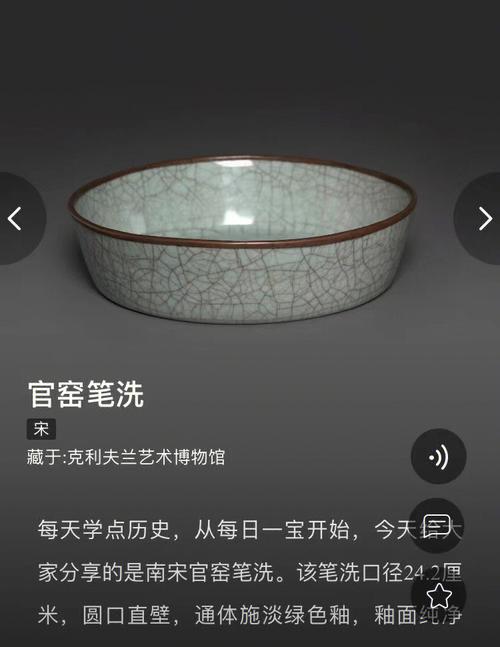 官窑笔洗
宋
藏于:克利夫兰艺术博物馆
每天学点历史，从每日一宝开始，今天给大
家分享的是南宋官窑笔洗。该笔洗口径24.2厘
米，圆口直壁，通体施淡绿色釉，釉面纯净